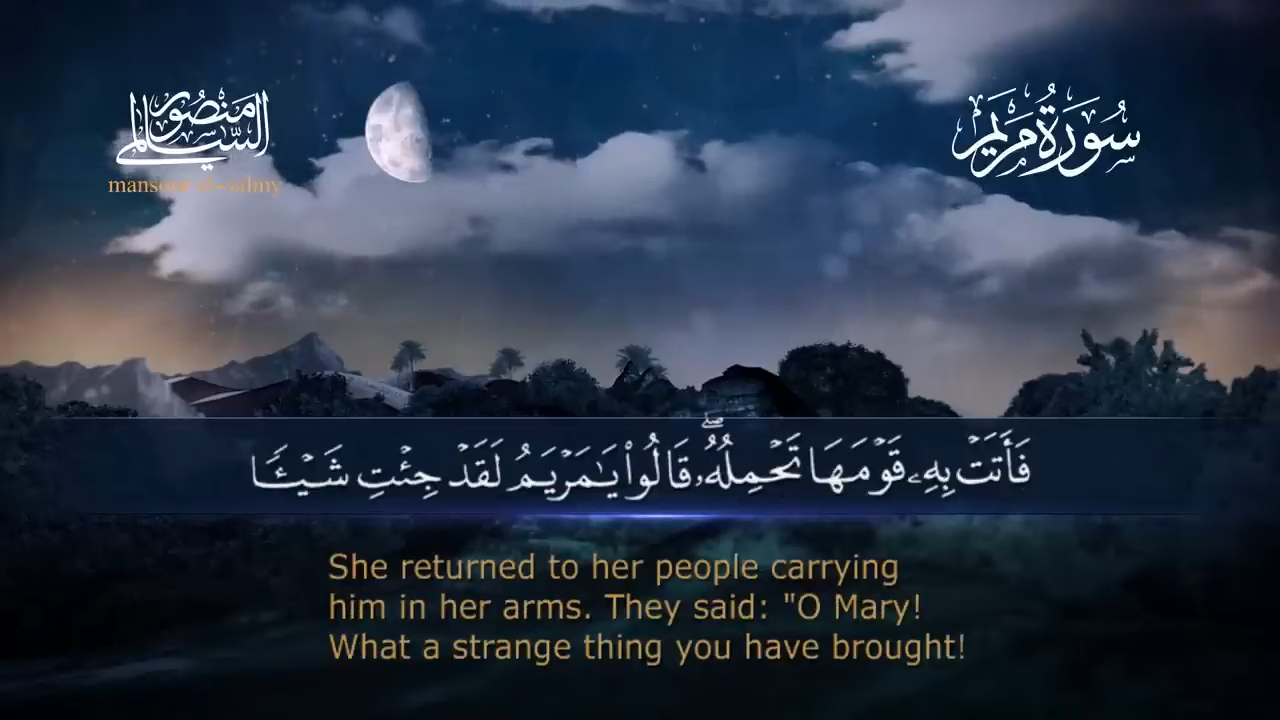 منصور
السالمي
mansour al-salmy
سُورَةُ مَرْيَم
فَأَتَتْ بِهِۦ قَوْمَهَا تَحْمِلُهُۥۖ قَالُوا۟ يَٰمَرْيَمُ لَقَدْ جِئْتِ شَيْـًٔا
She returned to her people carrying
him in her arms. They said: "O Mary!
What a strange thing you have brought!